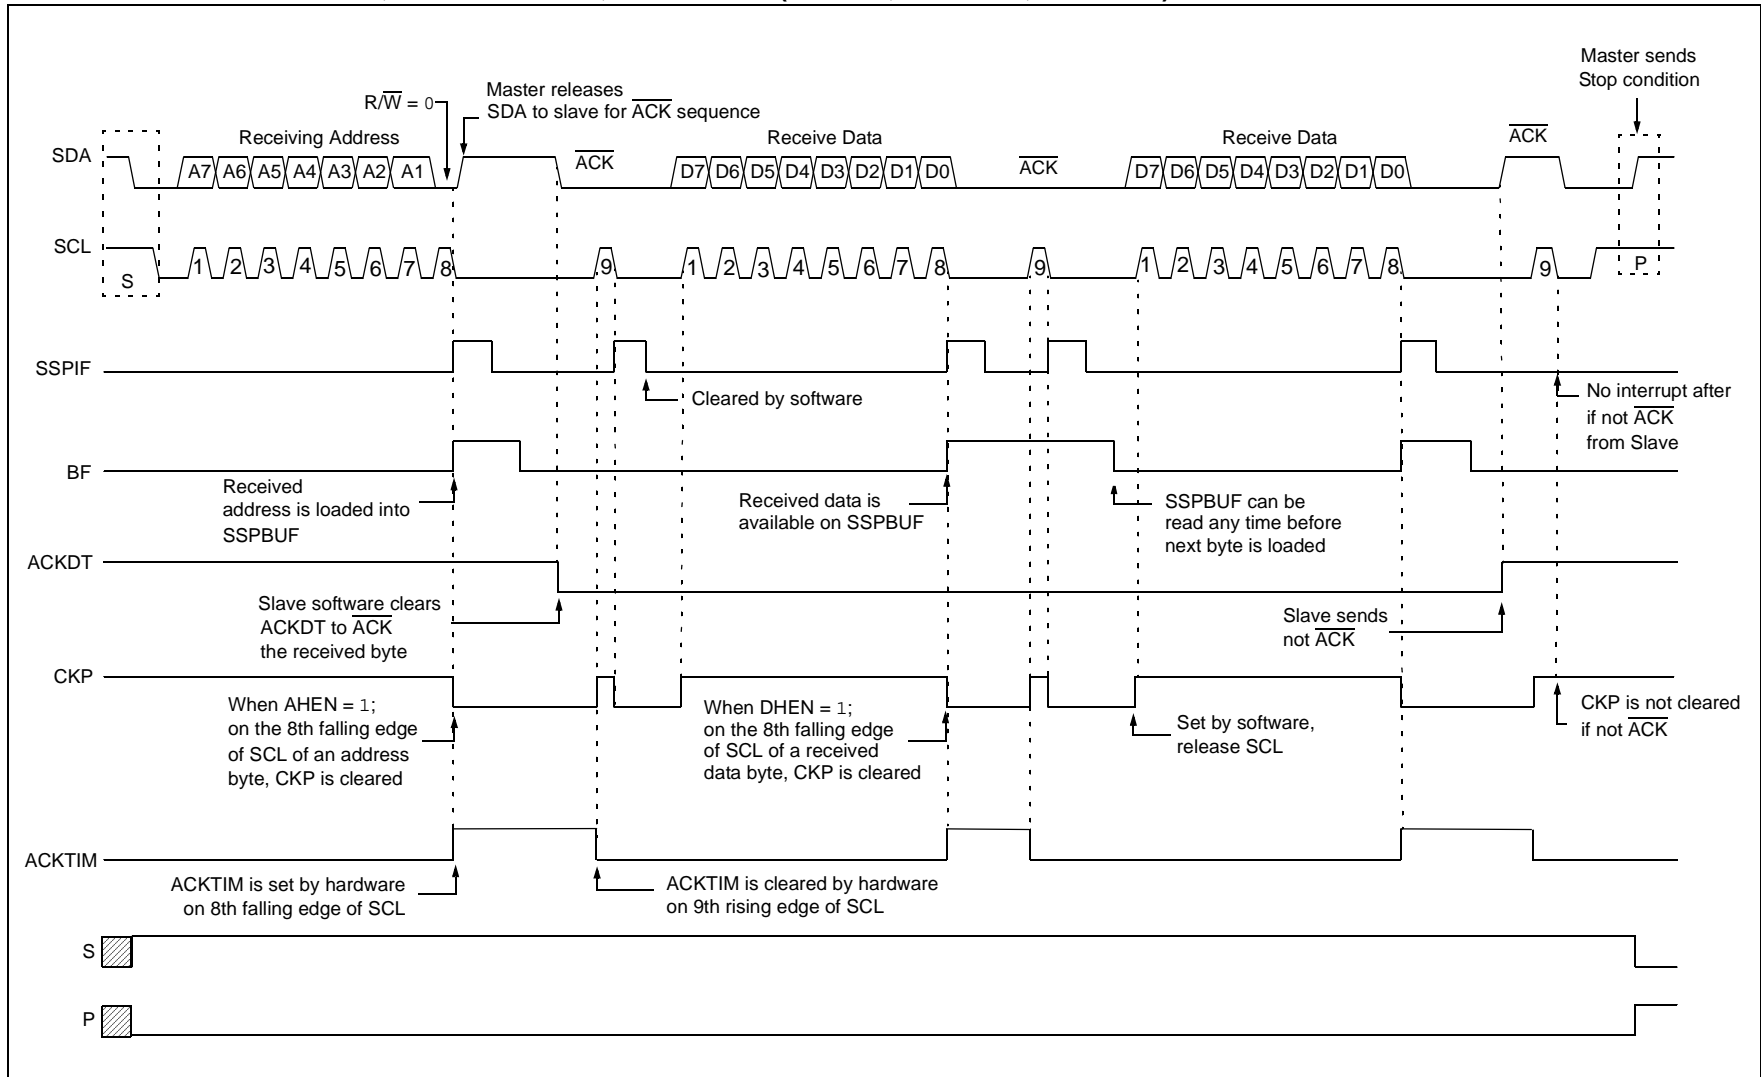 Master sends
Stop condition
R/W̅ = 0
Master releases
SDA to slave for A̅C̅K̅ sequence
Receiving Address
Receive Data
Receive Data
SDA
A7 A6 A5 A4 A3 A2 A1
A̅C̅K̅
D7 D6 D5 D4 D3 D2 D1 D0
A̅C̅K̅
D7 D6 D5 D4 D3 D2 D1 D0
A̅C̅K̅
SCL
S
1 2 3 4 5 6 7 8 9
1 2 3 4 5 6 7 8 9
1 2 3 4 5 6 7 8 9
P
SSPIF
Cleared by software
No interrupt after
if not A̅C̅K̅
from Slave
BF
Received
address is loaded into
SSPBUF
Received data is
available on SSPBUF
SSPBUF can be
read any time before
next byte is loaded
ACKDT
Slave software clears
ACKDT to A̅C̅K̅
the received byte
Slave sends
not A̅C̅K̅
CKP
When AHEN = 1;
on the 8th falling edge
of SCL of an address
byte, CKP is cleared
When DHEN = 1;
on the 8th falling edge
of SCL of a received
data byte, CKP is cleared
Set by software,
release SCL
CKP is not cleared
if not A̅C̅K̅
ACKTIM
ACKTIM is set by hardware
on 8th falling edge of SCL
ACKTIM is cleared by hardware
on 9th rising edge of SCL
S
P